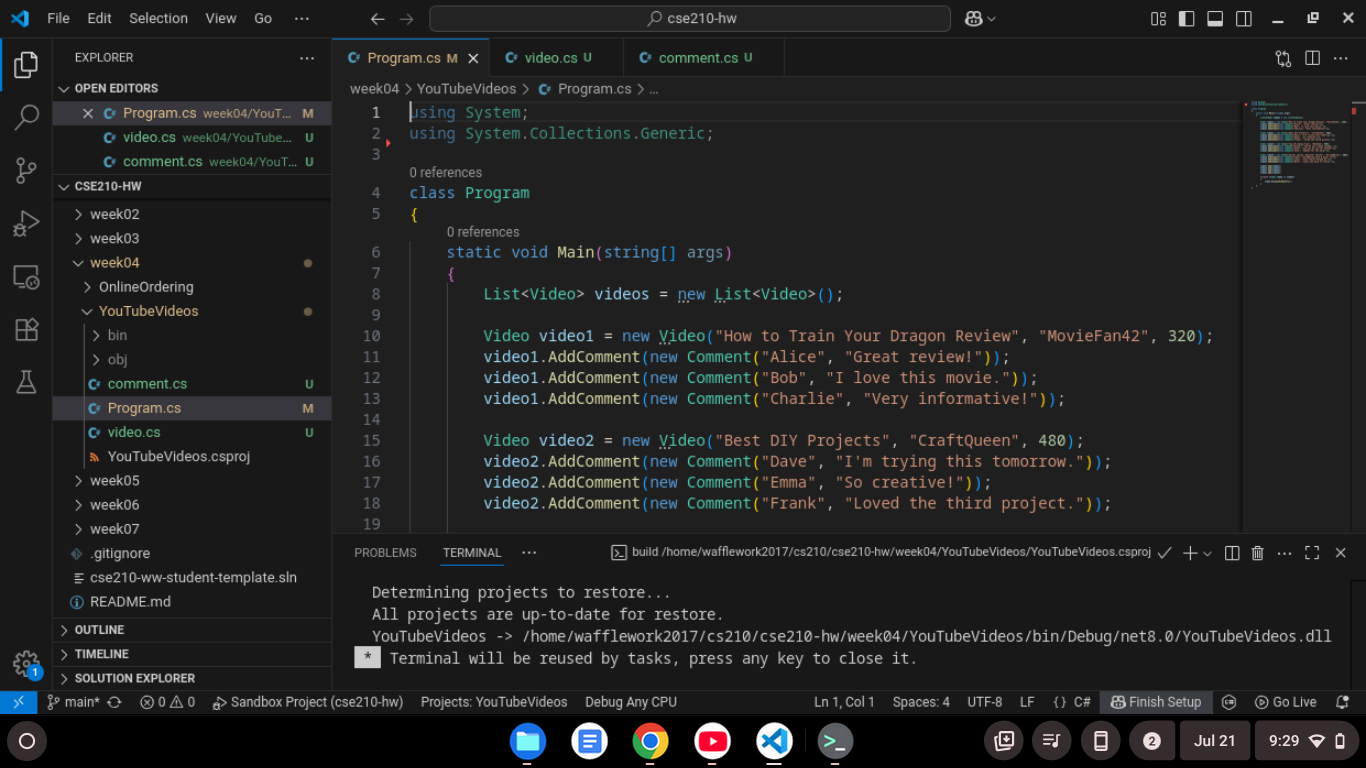 File Edit Selection View Go ··· cse210-hw
EXPLORER ···
OPEN EDITORS
Program.cs week04/YouT... M
video.cs week04/YouTube... U
comment.cs week04/YouT... U
CSE210-HW
week02
week03
week04
OnlineOrdering
YouTubeVideos
bin
obj
comment.cs U
Program.cs M
video.cs U
YouTubeVideos.csproj
week05
week06
week07
.gitignore
cse210-ww-student-template.sln
README.md
OUTLINE
TIMELINE
SOLUTION EXPLORER
1
Program.cs M video.cs U comment.cs U
week04 > YouTubeVideos > Program.cs > ...
1 using System;
2 using System.Collections.Generic;
3
0 references
4 class Program
5 {
0 references
6 static void Main(string[] args)
7 {
8 List<Video> videos = new List<Video>();
9
10 Video video1 = new Video("How to Train Your Dragon Review", "MovieFan42", 320);
11 video1.AddComment(new Comment("Alice", "Great review!"));
12 video1.AddComment(new Comment("Bob", "I love this movie."));
13 video1.AddComment(new Comment("Charlie", "Very informative!"));
14
15 Video video2 = new Video("Best DIY Projects", "CraftQueen", 480);
16 video2.AddComment(new Comment("Dave", "I'm trying this tomorrow."));
17 video2.AddComment(new Comment("Emma", "So creative!"));
18 video2.AddComment(new Comment("Frank", "Loved the third project."));
19
PROBLEMS TERMINAL ··· build /home/wafflework2017/cs210/cse210-hw/week04/YouTubeVideos/YouTubeVideos.csproj
Determining projects to restore...
All projects are up-to-date for restore.
YouTubeVideos -> /home/wafflework2017/cs210/cse210-hw/week04/YouTubeVideos/bin/Debug/net8.0/YouTubeVideos.dll
* Terminal will be reused by tasks, press any key to close it.
main* 0 0 Sandbox Project (cse210-hw) Projects: YouTubeVideos Debug Any CPU Ln 1, Col 1 Spaces: 4 UTF-8 LF {} C# Finish Setup Go Live
2 Jul 21 9:29